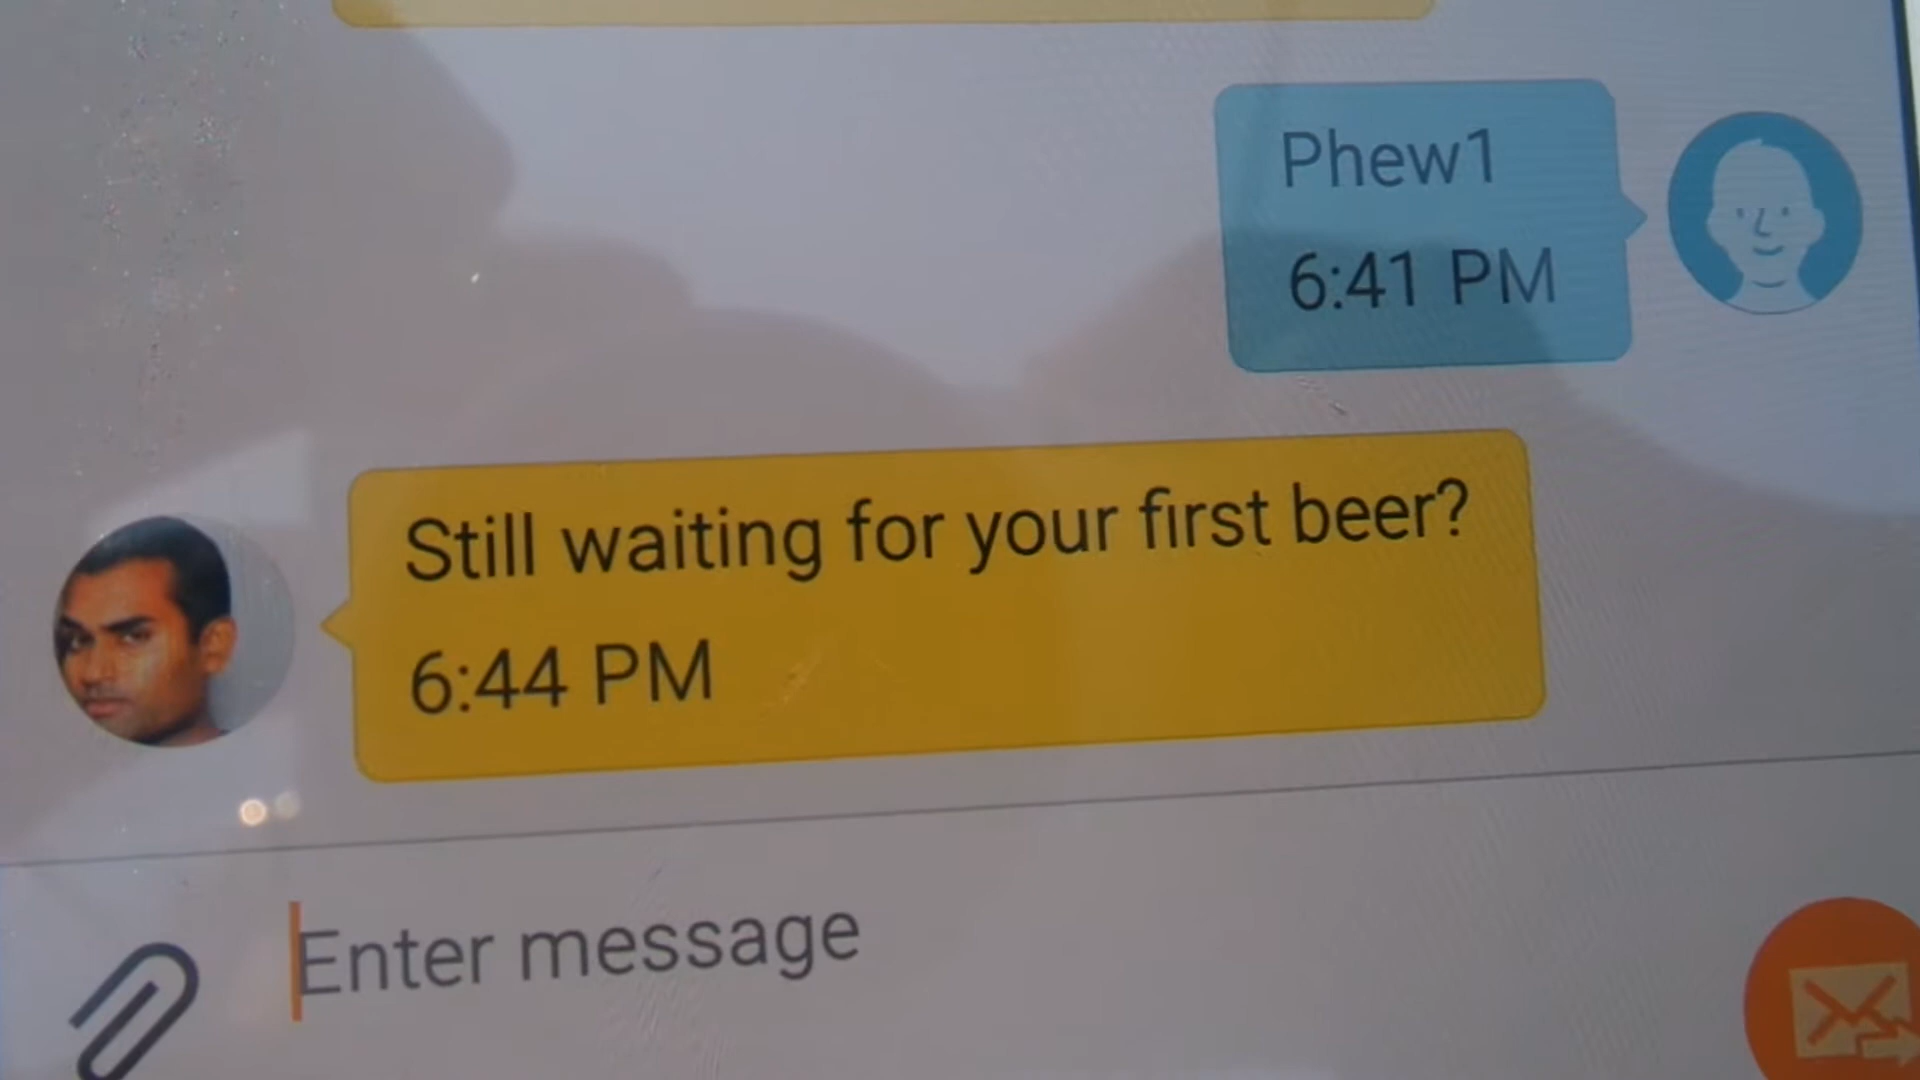 Phew1
6:41 PM
Still waiting for your first beer?
6:44 PM
Enter message